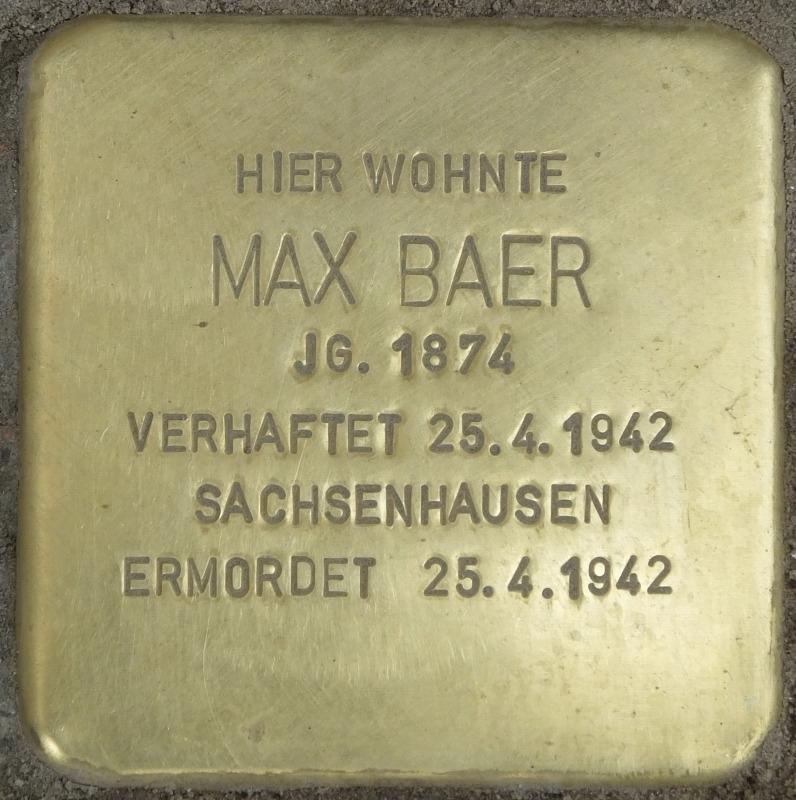 HIER WOHNTE
MAX BAER
JG. 1874
VERHAFTET 25.4.1942
SACHSENHAUSEN
ERMORDET 25.4.1942